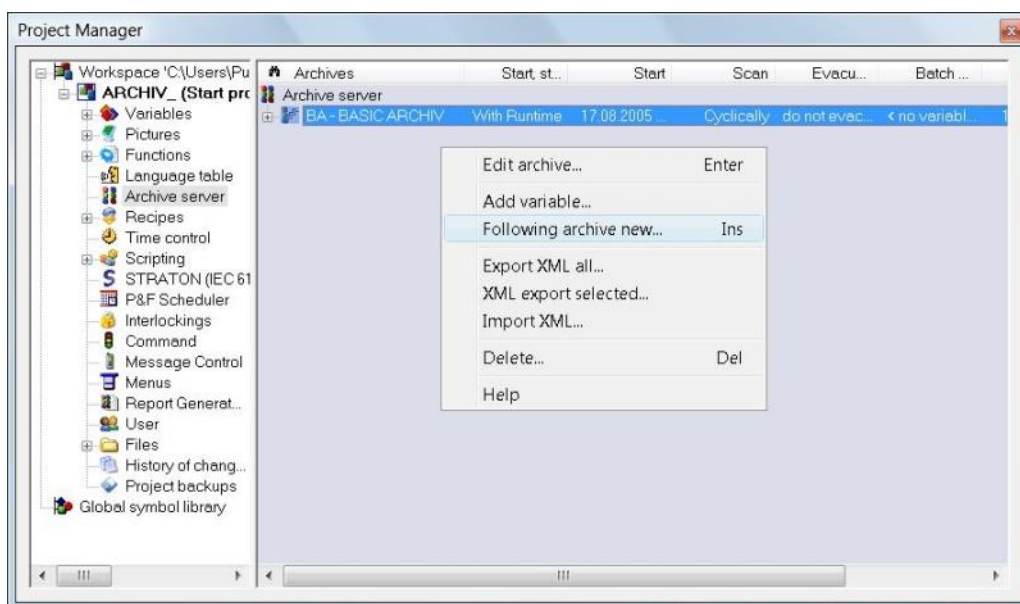 Project Manager
Workspace 'C:\Users\Pu
ARCHIV_ (Start prc
Variables
Pictures
Functions
Language table
Archive server
Recipes
Time control
Scripting
STRATON (IEC 61
P&F Scheduler
Interlockings
Command
Message Control
Menus
Report Generat...
User
Files
History of chang...
Project backups
Global symbol library
Archives Start, st... Start Scan Evacu... Batch ...
Archive server
BA - BASIC ARCHIV With Runtime 17.08.2005 ... Cyclically do not evac... < no variabl... 1
Edit archive... Enter
Add variable...
Following archive new... Ins
Export XML all...
XML export selected...
Import XML...
Delete... Del
Help